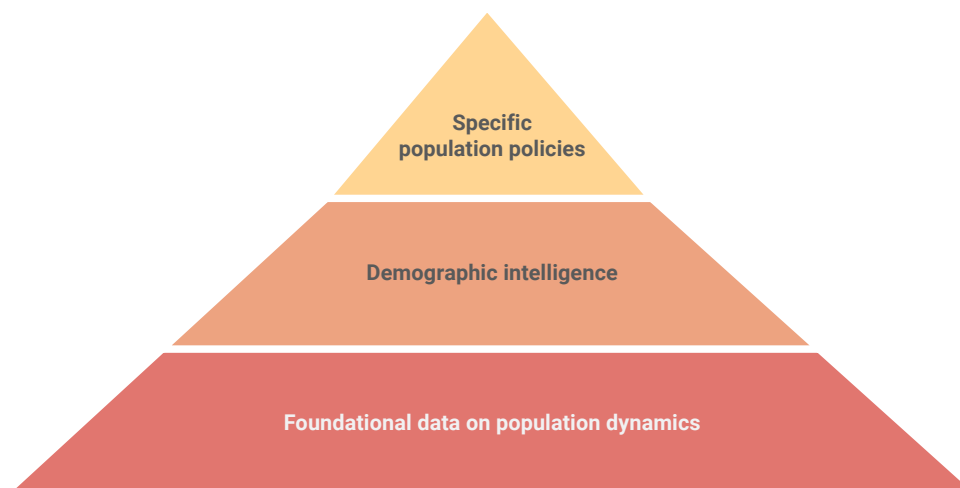 Specific
population policies
Demographic intelligence
Foundational data on population dynamics